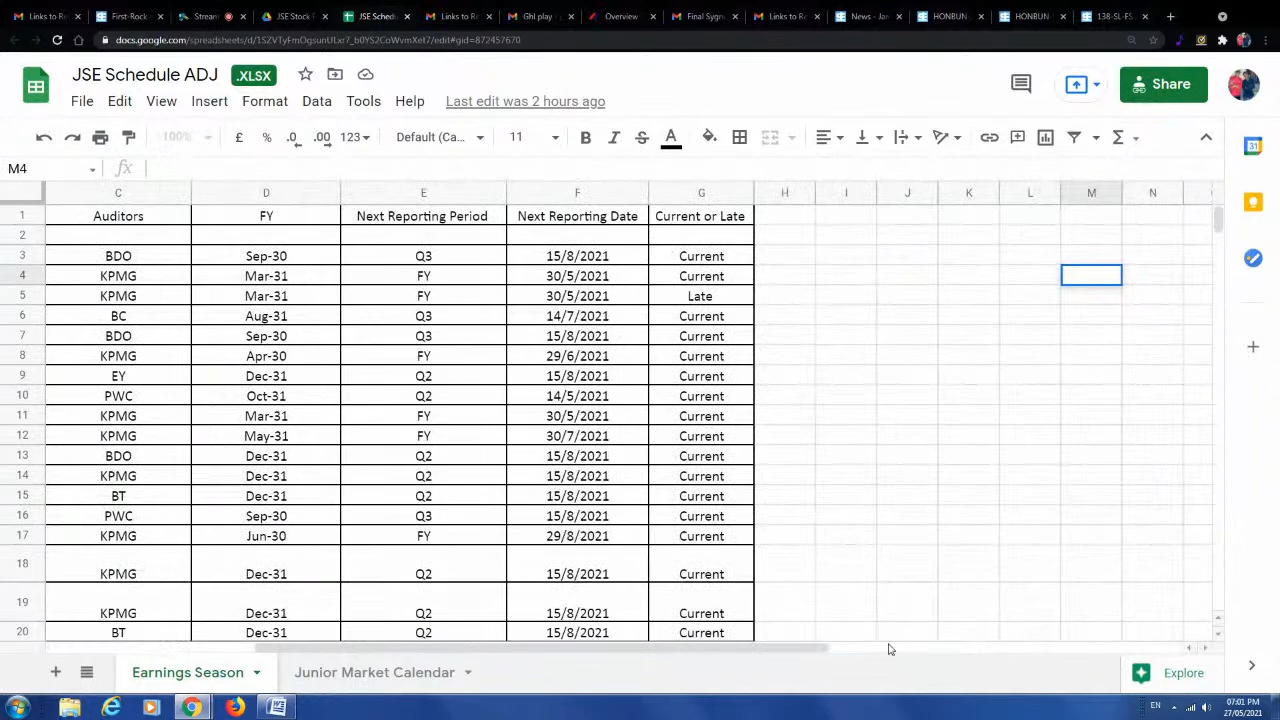 Links to Re
First-Rock
Stream
JSE Stock F
JSE Schedu
Links to Re
Ghl play
Overview
Final Sygnu
Links to Re
News - Jan
HONBUN
HONBUN
138-SL-FS
docs.google.com/spreadsheets/d/1SZVTyFmOgsunULxr7_b0YS2CoWvmXet7/edit#gid=872457670
JSE Schedule ADJ .XLSX
File Edit View Insert Format Data Tools Help Last edit was 2 hours ago
Share
100% £ % .0 .00 123 Default (Ca... 11 B I S A Σ
M4 fx
C D E F G H I J K L M N
1 Auditors FY Next Reporting Period Next Reporting Date Current or Late
2
3 BDO Sep-30 Q3 15/8/2021 Current
4 KPMG Mar-31 FY 30/5/2021 Current
5 KPMG Mar-31 FY 30/5/2021 Late
6 BC Aug-31 Q3 14/7/2021 Current
7 BDO Sep-30 Q3 15/8/2021 Current
8 KPMG Apr-30 FY 29/6/2021 Current
9 EY Dec-31 Q2 15/8/2021 Current
10 PWC Oct-31 Q2 14/5/2021 Current
11 KPMG Mar-31 FY 30/5/2021 Current
12 KPMG May-31 FY 30/7/2021 Current
13 BDO Dec-31 Q2 15/8/2021 Current
14 KPMG Dec-31 Q2 15/8/2021 Current
15 BT Dec-31 Q2 15/8/2021 Current
16 PWC Sep-30 Q3 15/8/2021 Current
17 KPMG Jun-30 FY 29/8/2021 Current
18 KPMG Dec-31 Q2 15/8/2021 Current
19 KPMG Dec-31 Q2 15/8/2021 Current
20 BT Dec-31 Q2 15/8/2021 Current
Earnings Season Junior Market Calendar Explore
EN 07:01 PM
27/05/2021